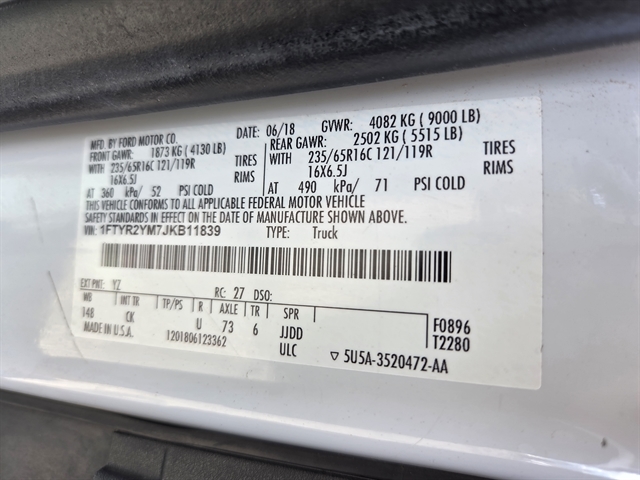 MFD. BY FORD MOTOR CO.
DATE: 06/18 GVWR: 4082 KG ( 9000 LB)
FRONT GAWR: 1873 KG ( 4130 LB) REAR GAWR: 2502 KG ( 5515 LB)
WITH 235/65R16C 121/119R TIRES WITH 235/65R16C 121/119R TIRES
16X6.5J RIMS 16X6.5J RIMS
AT 360 kPa/ 52 PSI COLD AT 490 kPa/ 71 PSI COLD
THIS VEHICLE CONFORMS TO ALL APPLICABLE FEDERAL MOTOR VEHICLE
SAFETY STANDARDS IN EFFECT ON THE DATE OF MANUFACTURE SHOWN ABOVE.
VIN: 1FTYR2YM7JKB11839 TYPE: Truck
EXT PNT: YZ RC: 27 DSO:
WB INT TR TP/PS R AXLE TR SPR
148 CK U 73 6 JJDD F0896
MADE IN U.S.A. 1201806123362 ULC T2280
▽ 5U5A-3520472-AA